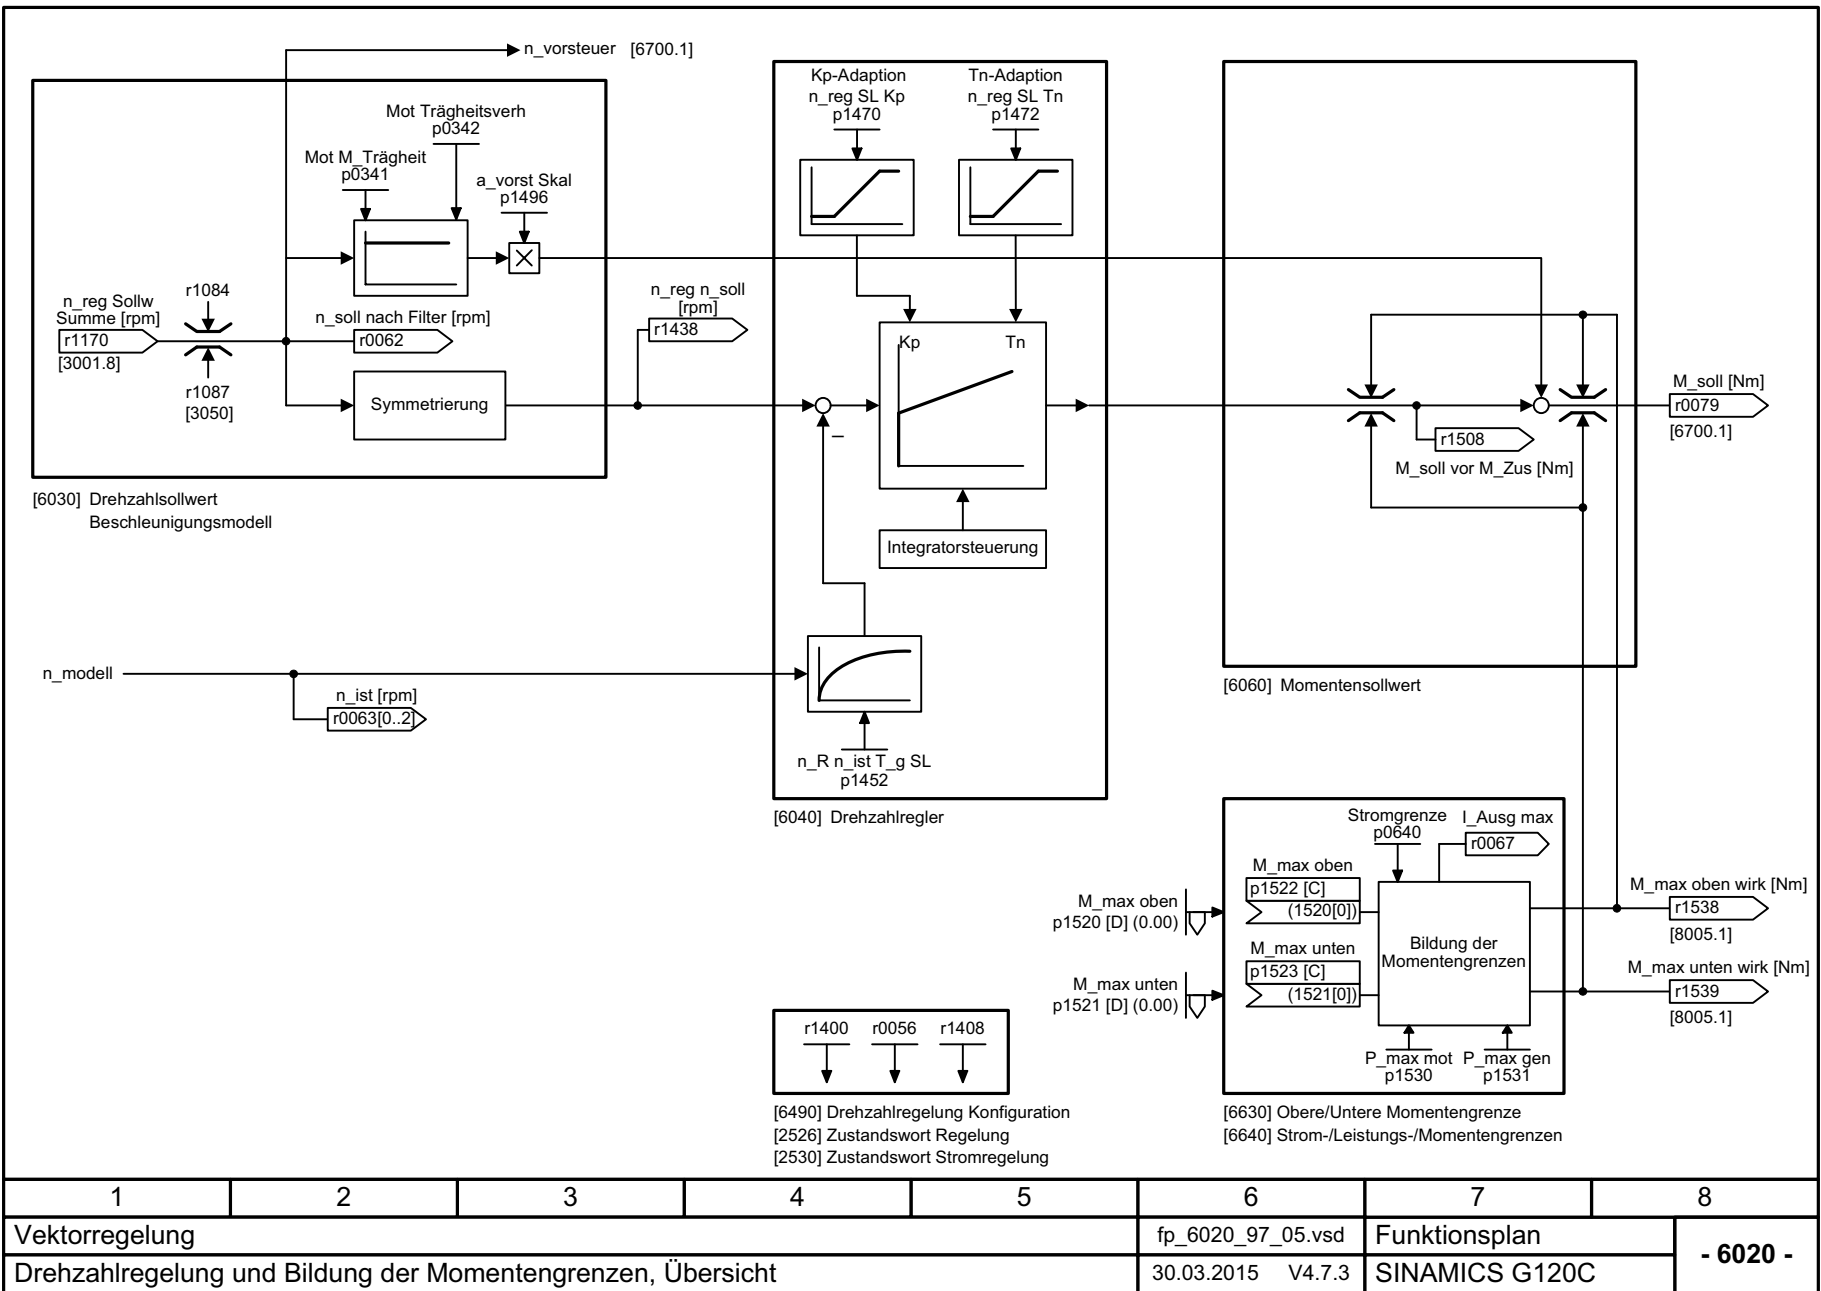 n_vorsteuer [6700.1]
Mot Trägheitsverh
p0342
Mot M_Trägheit
p0341
a_vorst Skal
p1496
n_reg Sollw
Summe [rpm]
r1170
[3001.8]
r1084
r1087
[3050]
n_soll nach Filter [rpm]
r0062
Symmetrierung
[6030] Drehzahlsollwert
Beschleunigungsmodell
n_reg n_soll
[rpm]
r1438
Kp-Adaption
n_reg SL Kp
p1470
Tn-Adaption
n_reg SL Tn
p1472
Kp
Tn
–
Integratorsteuerung
n_modell
n_ist [rpm]
r0063[0..2]
n_R n_ist T_g SL
p1452
[6040] Drehzahlregler
r1508
M_soll vor M_Zus [Nm]
M_soll [Nm]
r0079
[6700.1]
[6060] Momentensollwert
Stromgrenze
p0640
I_Ausg max
r0067
M_max oben
p1520 [D] (0.00)
M_max oben
p1522 [C]
(1520[0])
M_max unten
p1521 [D] (0.00)
M_max unten
p1523 [C]
(1521[0])
Bildung der
Momentengrenzen
M_max oben wirk [Nm]
r1538
[8005.1]
M_max unten wirk [Nm]
r1539
[8005.1]
P_max mot
p1530
P_max gen
p1531
[6630] Obere/Untere Momentengrenze
[6640] Strom-/Leistungs-/Momentengrenzen
r1400 r0056 r1408
[6490] Drehzahlregelung Konfiguration
[2526] Zustandswort Regelung
[2530] Zustandswort Stromregelung
1 2 3 4 5 6 7 8
Vektorregelung
fp_6020_97_05.vsd
Funktionsplan
- 6020 -
Drehzahlregelung und Bildung der Momentengrenzen, Übersicht
30.03.2015 V4.7.3
SINAMICS G120C